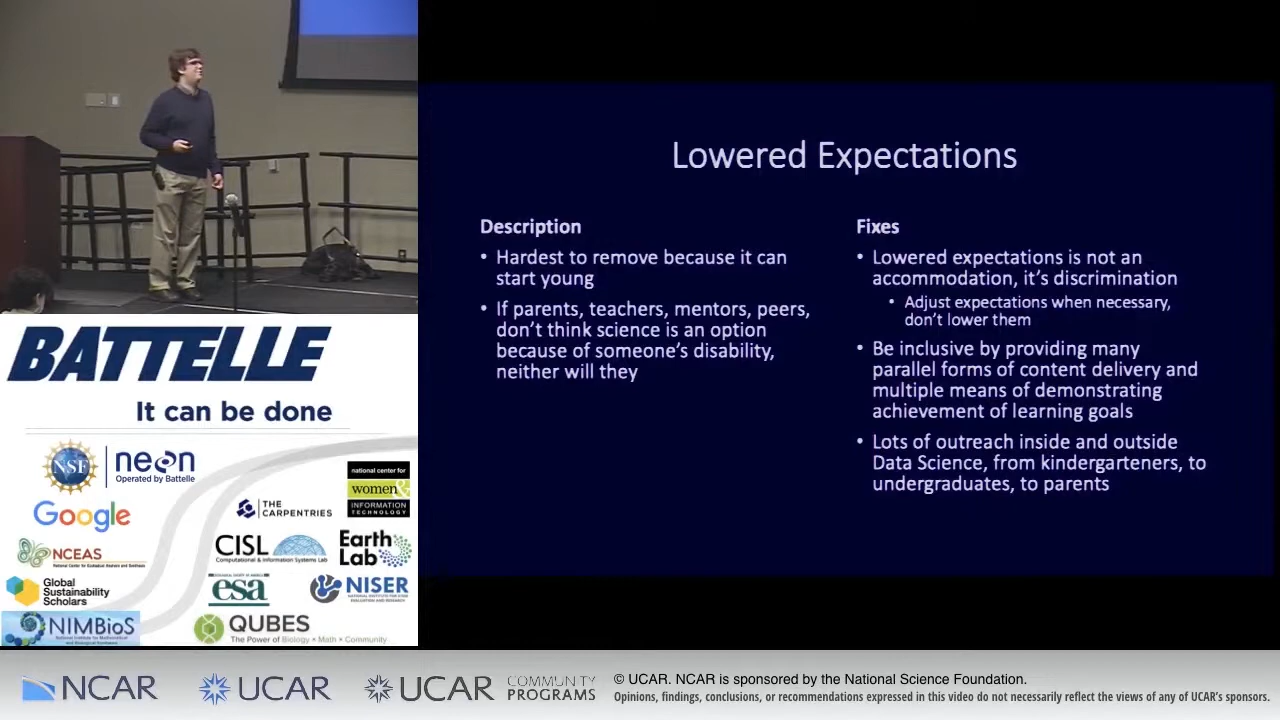 Lowered Expectations
Description
• Hardest to remove because it can
start young
• If parents, teachers, mentors, peers,
don't think science is an option
because of someone's disability,
neither will they
Fixes
• Lowered expectations is not an
accommodation, it's discrimination
• Adjust expectations when necessary,
don't lower them
• Be inclusive by providing many
parallel forms of content delivery and
multiple means of demonstrating
achievement of learning goals
• Lots of outreach inside and outside
Data Science, from kindergarteners, to
undergraduates, to parents
BATTELLE
It can be done
NSF
neon
Operated by Battelle
national center for
women &
INFORMATION
TECHNOLOGY
Google
THE
CARPENTRIES
NCEAS
National Center for Ecological Analysis and Synthesis
CISL
Computational & Information Systems Lab
Earth
Lab
Global
Sustainability
Scholars
esa
NISER
NIMBioS
QUBES
The Power of Biology • Math • Community
NCAR
UCAR
UCAR
COMMUNITY
PROGRAMS
© UCAR. NCAR is sponsored by the National Science Foundation.
Opinions, findings, conclusions, or recommendations expressed in this video do not necessarily reflect the views of any of UCAR's sponsors.